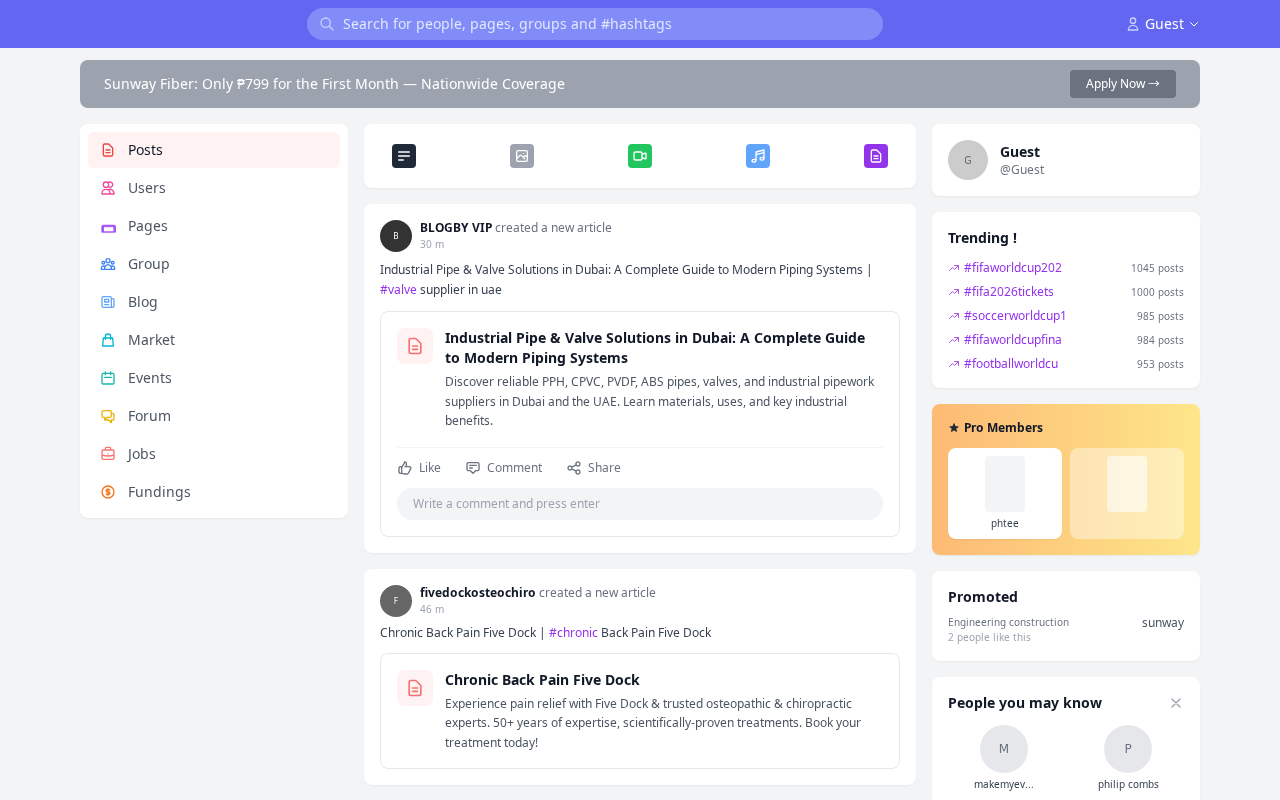 Search for people, pages, groups and #hashtags
Guest
Sunway Fiber: Only ₱799 for the First Month — Nationwide Coverage
Apply Now →
Posts
Users
Pages
Group
Blog
Market
Events
Forum
Jobs
Fundings
BLOGBY VIP created a new article
30 m
Industrial Pipe & Valve Solutions in Dubai: A Complete Guide to Modern Piping Systems |
#valve supplier in uae
Industrial Pipe & Valve Solutions in Dubai: A Complete Guide
to Modern Piping Systems
Discover reliable PPH, CPVC, PVDF, ABS pipes, valves, and industrial pipework
suppliers in Dubai and the UAE. Learn materials, uses, and key industrial
benefits.
Like
Comment
Share
Write a comment and press enter
fivedockosteochiro created a new article
46 m
Chronic Back Pain Five Dock | #chronic Back Pain Five Dock
Chronic Back Pain Five Dock
Experience pain relief with Five Dock & trusted osteopathic & chiropractic
experts. 50+ years of expertise, scientifically-proven treatments. Book your
treatment today!
B
F
G
Guest
@Guest
Trending !
#fifaworldcup202 1045 posts
#fifa2026tickets 1000 posts
#soccerworldcup1 985 posts
#fifaworldcupfina 984 posts
#footballworldcu 953 posts
Pro Members
phtee
Promoted
Engineering construction
2 people like this
sunway
People you may know
M
P
makemyev...
philip combs